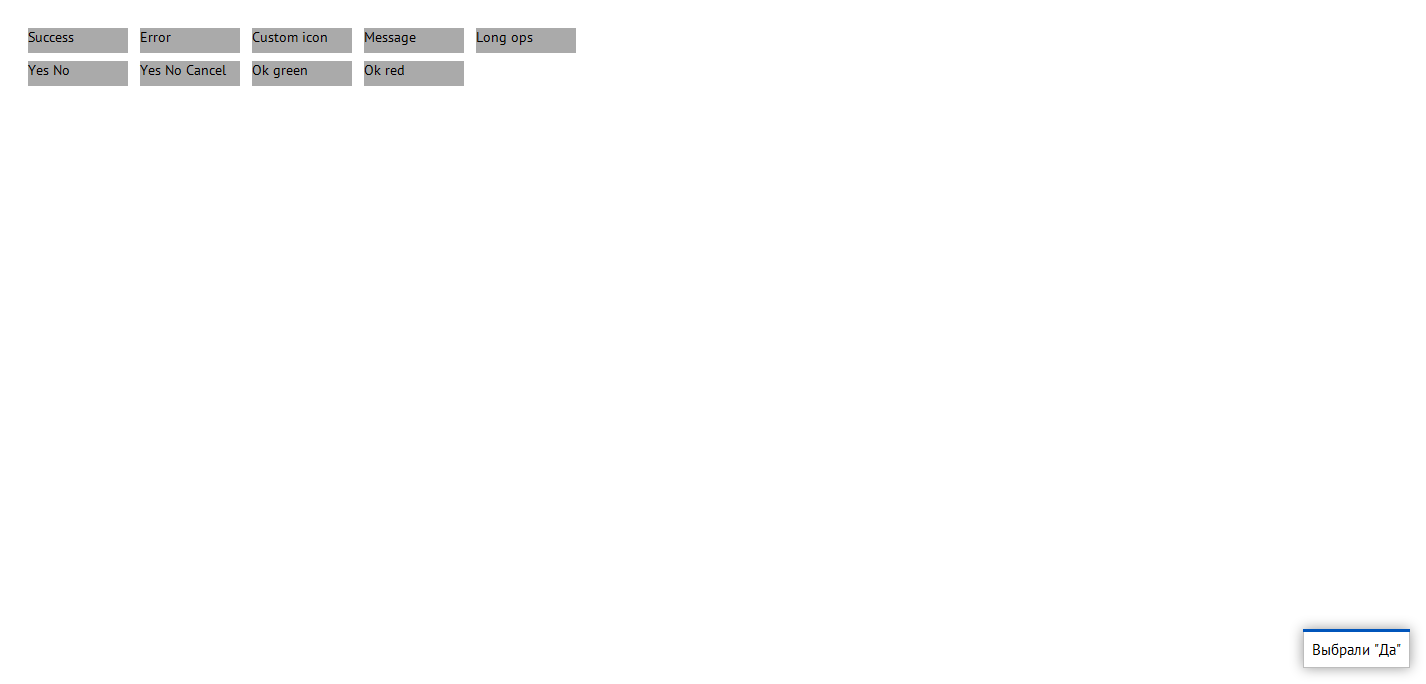 Success Error Custom icon Message Long ops
Yes No Yes No Cancel Ok green Ok red
Выбрали "Да"